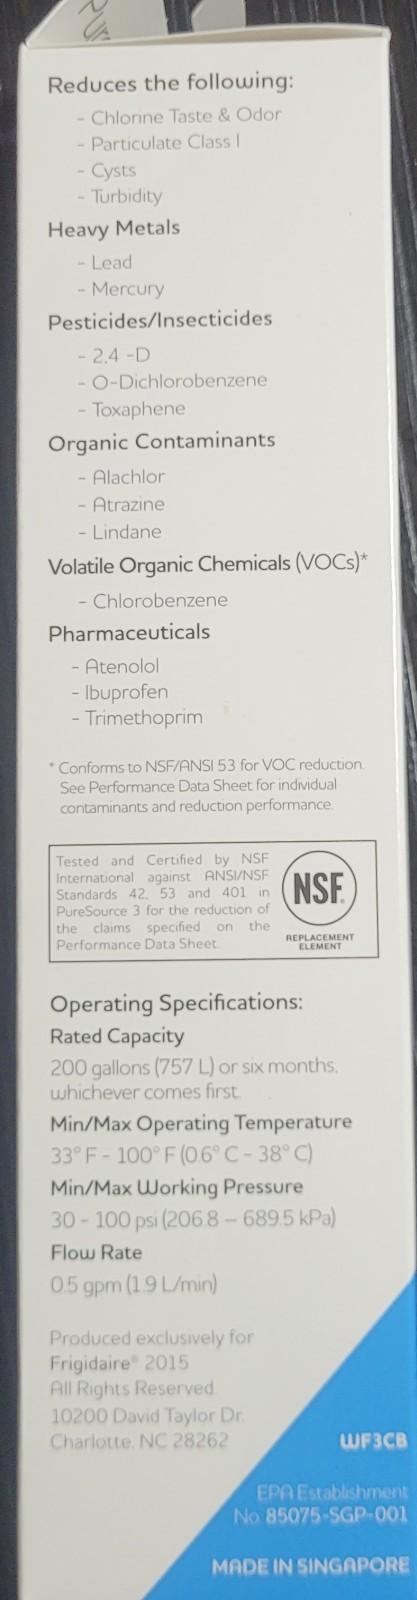 Reduces the following:
- Chlorine Taste & Odor
- Particulate Class I
- Cysts
- Turbidity
Heavy Metals
- Lead
- Mercury
Pesticides/Insecticides
- 2,4 -D
- O-Dichlorobenzene
- Toxaphene
Organic Contaminants
- Alachlor
- Atrazine
- Lindane
Volatile Organic Chemicals (VOCs)*
- Chlorobenzene
Pharmaceuticals
- Atenolol
- Ibuprofen
- Trimethoprim
* Conforms to NSF/ANSI 53 for VOC reduction.
See Performance Data Sheet for individual
contaminants and reduction performance.
Tested and Certified by NSF
International against ANSI/NSF
Standards 42, 53 and 401 in
PureSource 3 for the reduction of
the claims specified on the
Performance Data Sheet.
NSF®
REPLACEMENT
ELEMENT
Operating Specifications:
Rated Capacity
200 gallons (757 L) or six months,
whichever comes first.
Min/Max Operating Temperature
33° F - 100° F (0.6° C - 38° C)
Min/Max Working Pressure
30 - 100 psi (206.8 – 689.5 kPa)
Flow Rate
0.5 gpm (1.9 L/min)
Produced exclusively for
Frigidaire® 2015
All Rights Reserved.
10200 David Taylor Dr.
Charlotte, NC 28262
WF3CB
EPA Establishment
No. 85075-SGP-001
MADE IN SINGAPORE